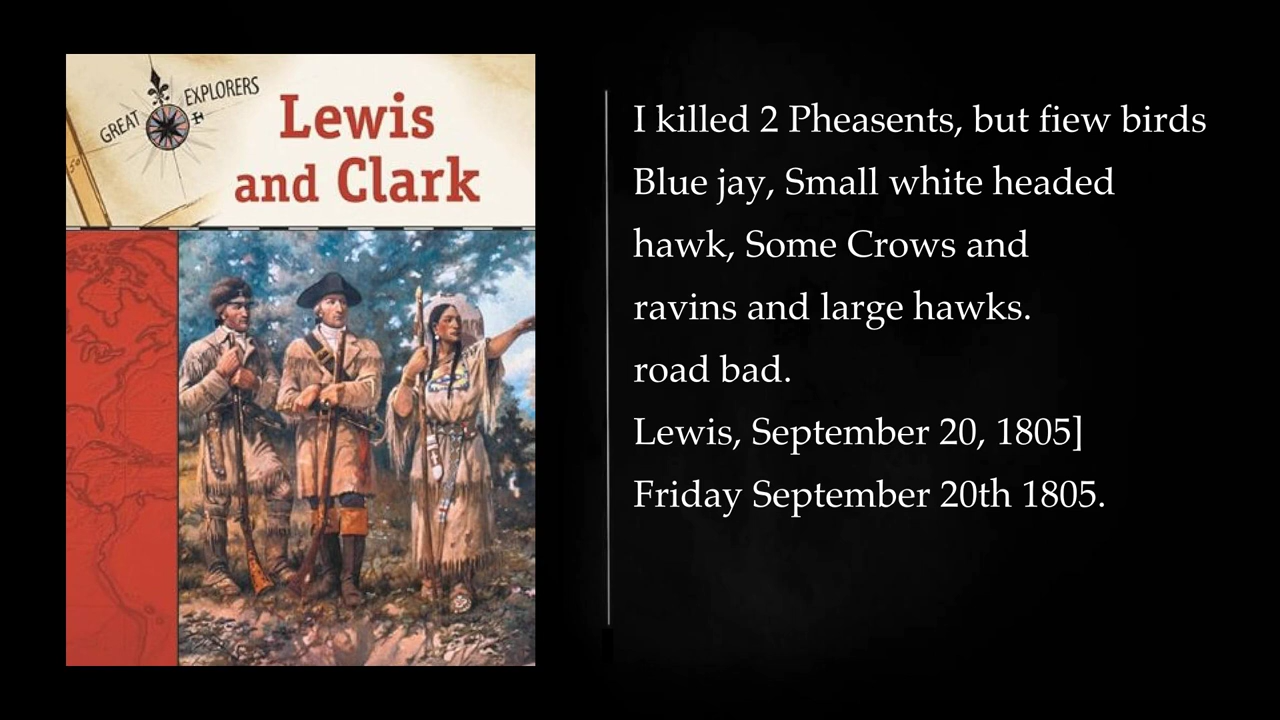 GREAT EXPLORERS
Lewis
and Clark
50
I killed 2 Pheasents, but fiew birds
Blue jay, Small white headed
hawk, Some Crows and
ravins and large hawks.
road bad.
Lewis, September 20, 1805]
Friday September 20th 1805.